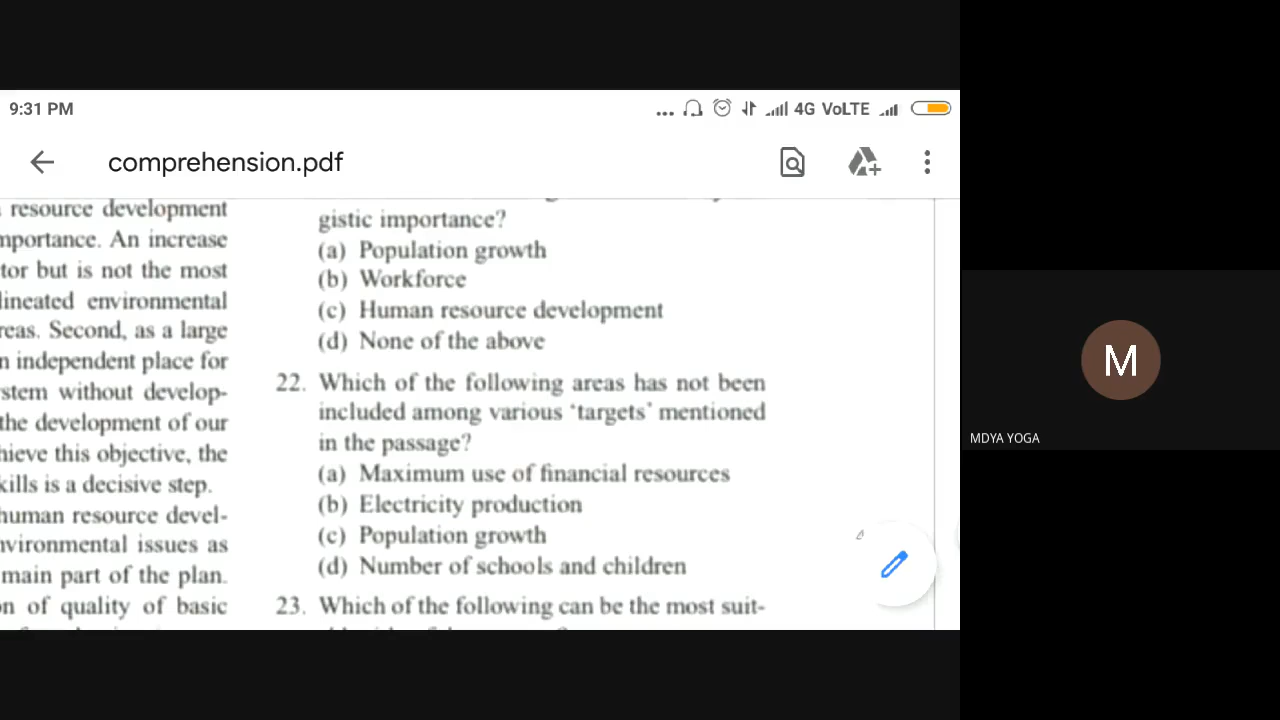 9:31 PM
... 4G VoLTE
comprehension.pdf
resource development
mportance. An increase
tor but is not the most
lineated environmental
reas. Second, as a large
n independent place for
stem without develop-
the development of our
hieve this objective, the
kills is a decisive step.
human resource devel-
nvironmental issues as
main part of the plan.
on of quality of basic
gistic importance?
(a) Population growth
(b) Workforce
(c) Human resource development
(d) None of the above
22. Which of the following areas has not been
included among various ‘targets’ mentioned
in the passage?
(a) Maximum use of financial resources
(b) Electricity production
(c) Population growth
(d) Number of schools and children
23. Which of the following can be the most suit-
M
MDYA YOGA